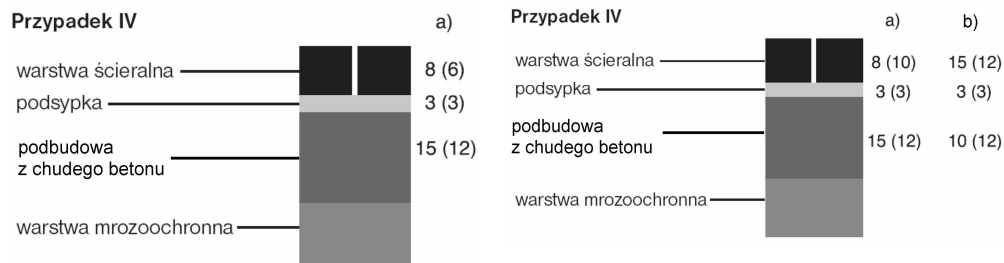 Przypadek IV
a)
warstwa ścieralna 8 (6)
podsypka 3 (3)
podbudowa
z chudego betonu 15 (12)
warstwa mrozoochronna
Przypadek IV
a) b)
warstwa ścieralna 8 (10) 15 (12)
podsypka 3 (3) 3 (3)
podbudowa
z chudego betonu 15 (12) 10 (12)
warstwa mrozoochronna